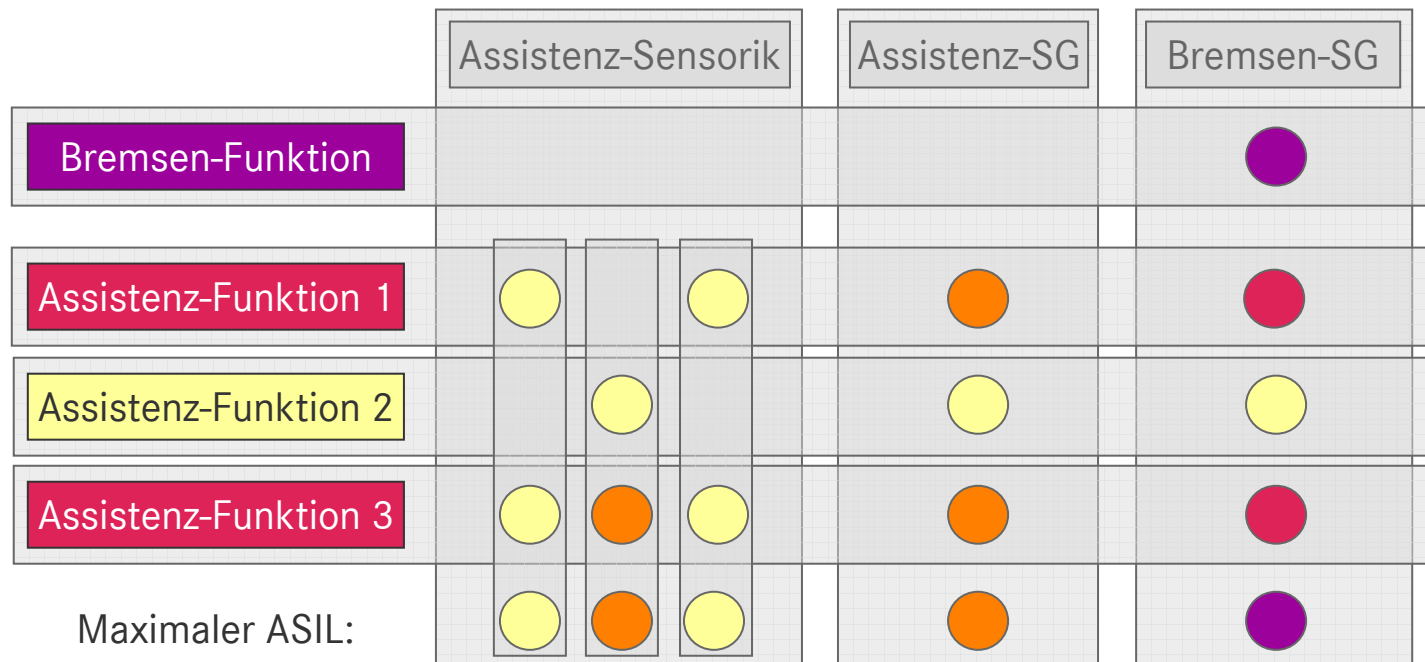 Assistenz-Sensorik
Assistenz-SG
Bremsen-SG
Bremsen-Funktion
Assistenz-Funktion 1
Assistenz-Funktion 2
Assistenz-Funktion 3
Maximaler ASIL: